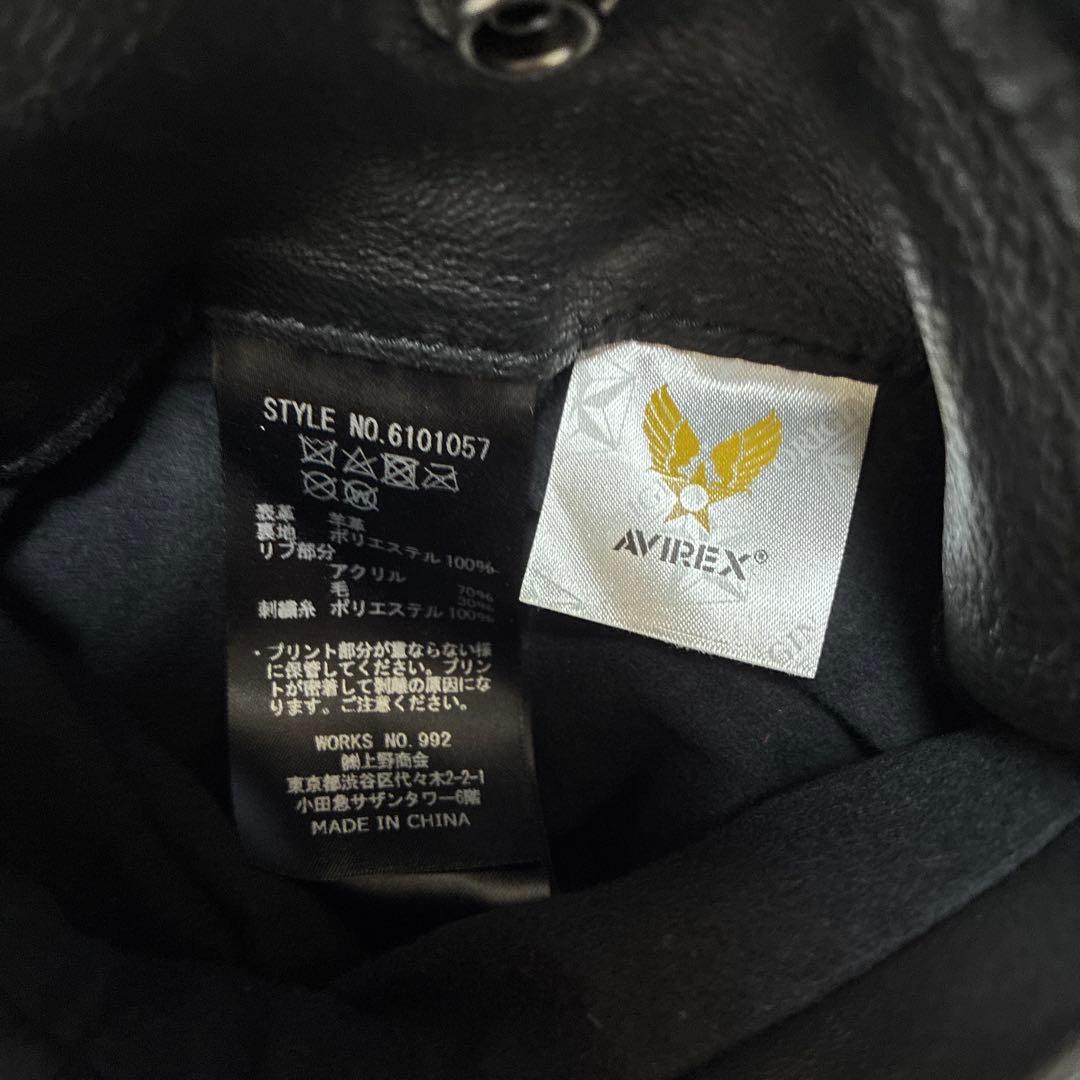 STYLE NO.6101057
表革 羊革
裏地 ポリエステル 100%
リブ部分
アクリル 70%
毛 30%
刺繍糸 ポリエステル 100%
・プリント部分が重ならない様
に保管してください。プリン
トが密着して剥離の原因にな
ります。ご注意ください。
WORKS NO.992
㈱上野商会
東京都渋谷区代々木2-2-1
小田急サザンタワー6階
MADE IN CHINA
AVIREX®